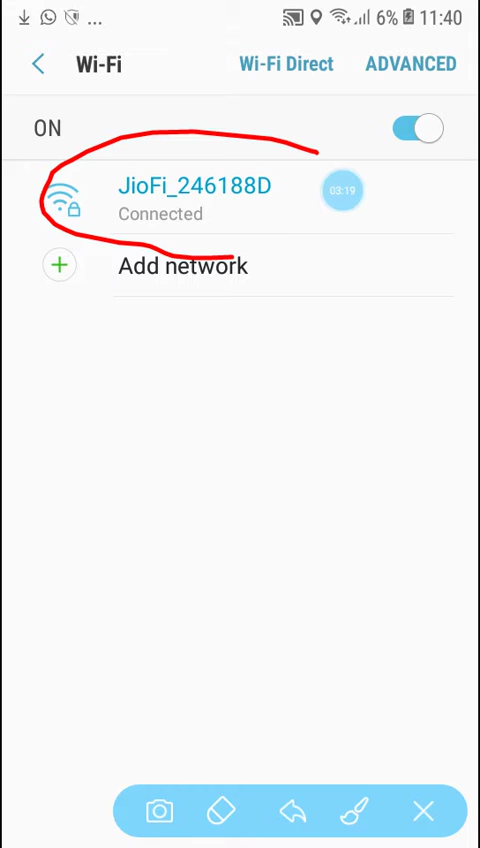 ... 6% 11:40
Wi-Fi Wi-Fi Direct ADVANCED
ON
JioFi_246188D
03:19
Connected
Add network